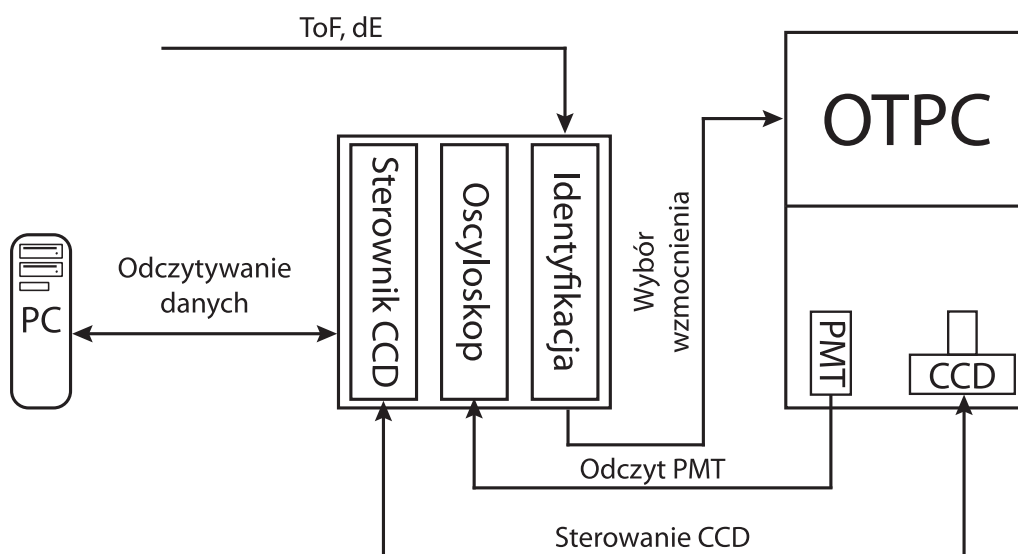 ToF, dE
OTPC
Sterownik CCD
Oscyloskop
Identyfikacja
Wybór
wzmocnienia
Odczytywanie
danych
PC
PMT
CCD
Odczyt PMT
Sterowanie CCD